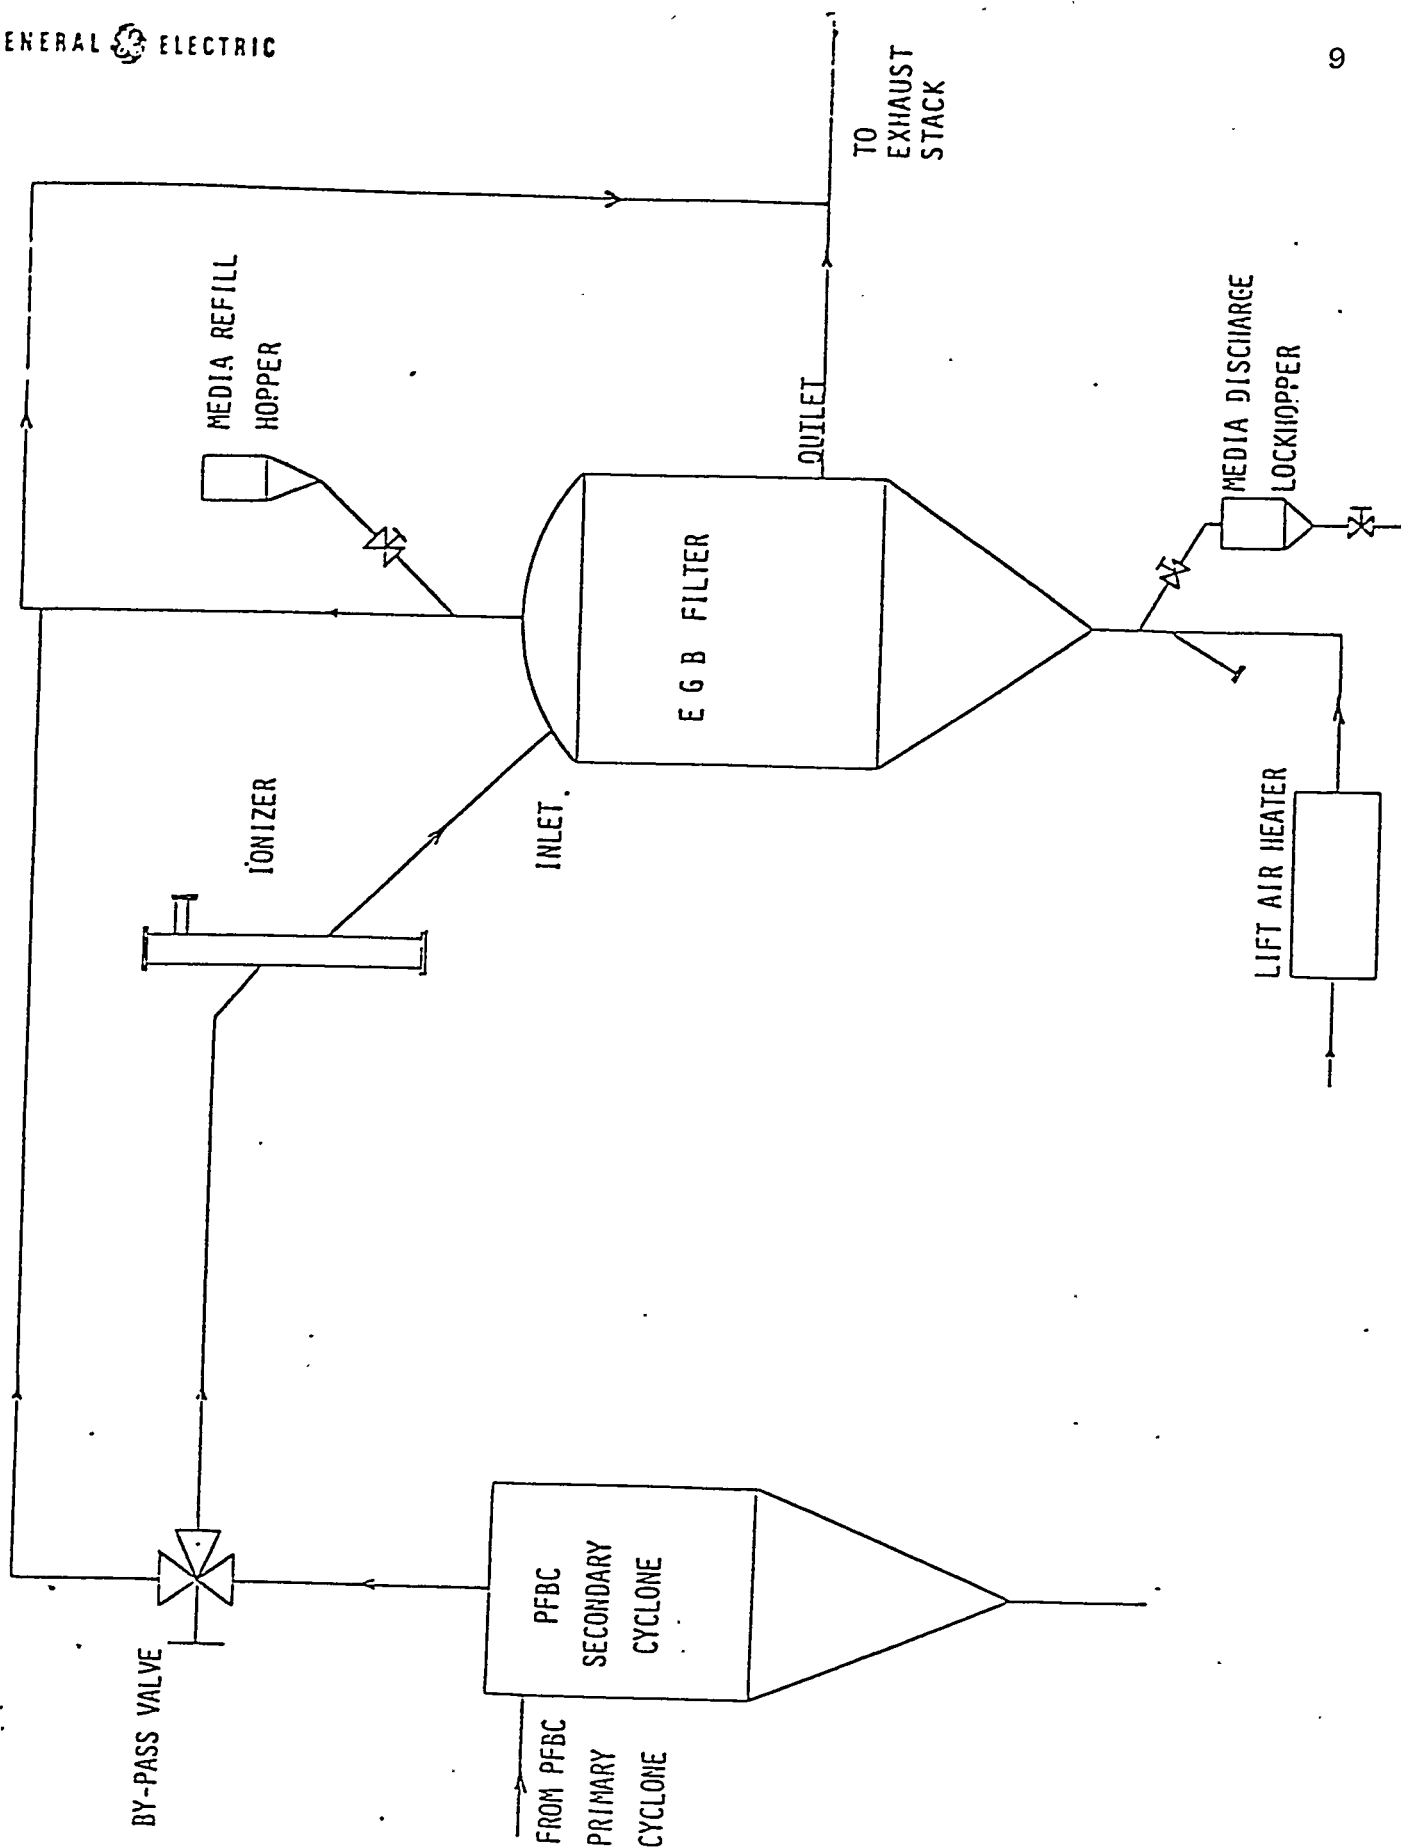 ENERAL ELECTRIC
9
TO
EXHAUST
STACK
MEDIA REFILL
HOPPER
OUTLET
MEDIA DISCHARGE
LOCKHOPPER
E G B FILTER
IONIZER
INLET
LIFT AIR HEATER
BY-PASS VALVE
PFBC
SECONDARY
CYCLONE
FROM PFBC
PRIMARY
CYCLONE